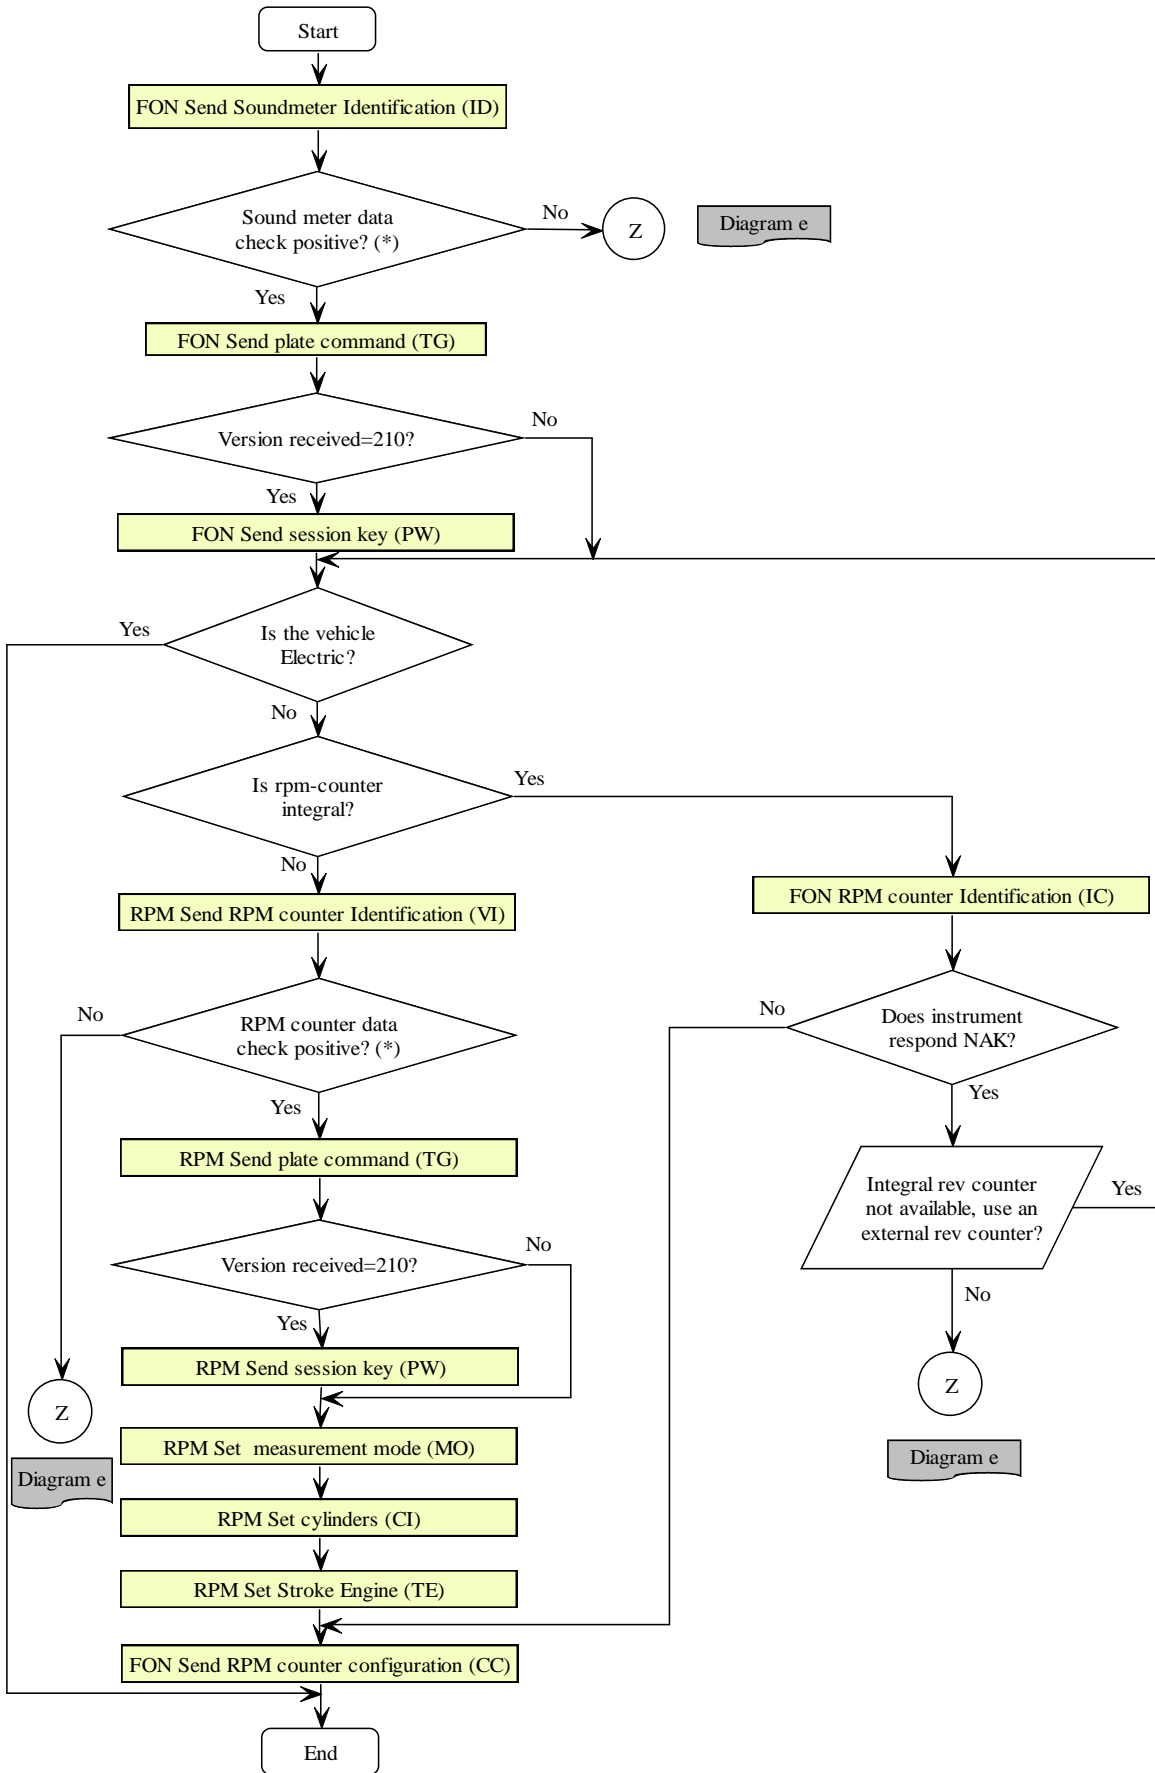 Start
FON Send Soundmeter Identification (ID)
Sound meter data
check positive? (*)
No
Z
Diagram e
Yes
FON Send plate command (TG)
Version received=210?
No
Yes
FON Send session key (PW)
Is the vehicle
Electric?
Yes
No
Is rpm-counter
integral?
Yes
No
RPM Send RPM counter Identification (VI)
FON RPM counter Identification (IC)
RPM counter data
check positive? (*)
No
Yes
Does instrument
respond NAK?
No
Yes
RPM Send plate command (TG)
Integral rev counter
not available, use an
external rev counter?
Yes
No
Version received=210?
No
Yes
RPM Send session key (PW)
Z
Diagram e
Z
Diagram e
RPM Set  measurement mode (MO)
RPM Set cylinders (CI)
RPM Set Stroke Engine (TE)
FON Send RPM counter configuration (CC)
End